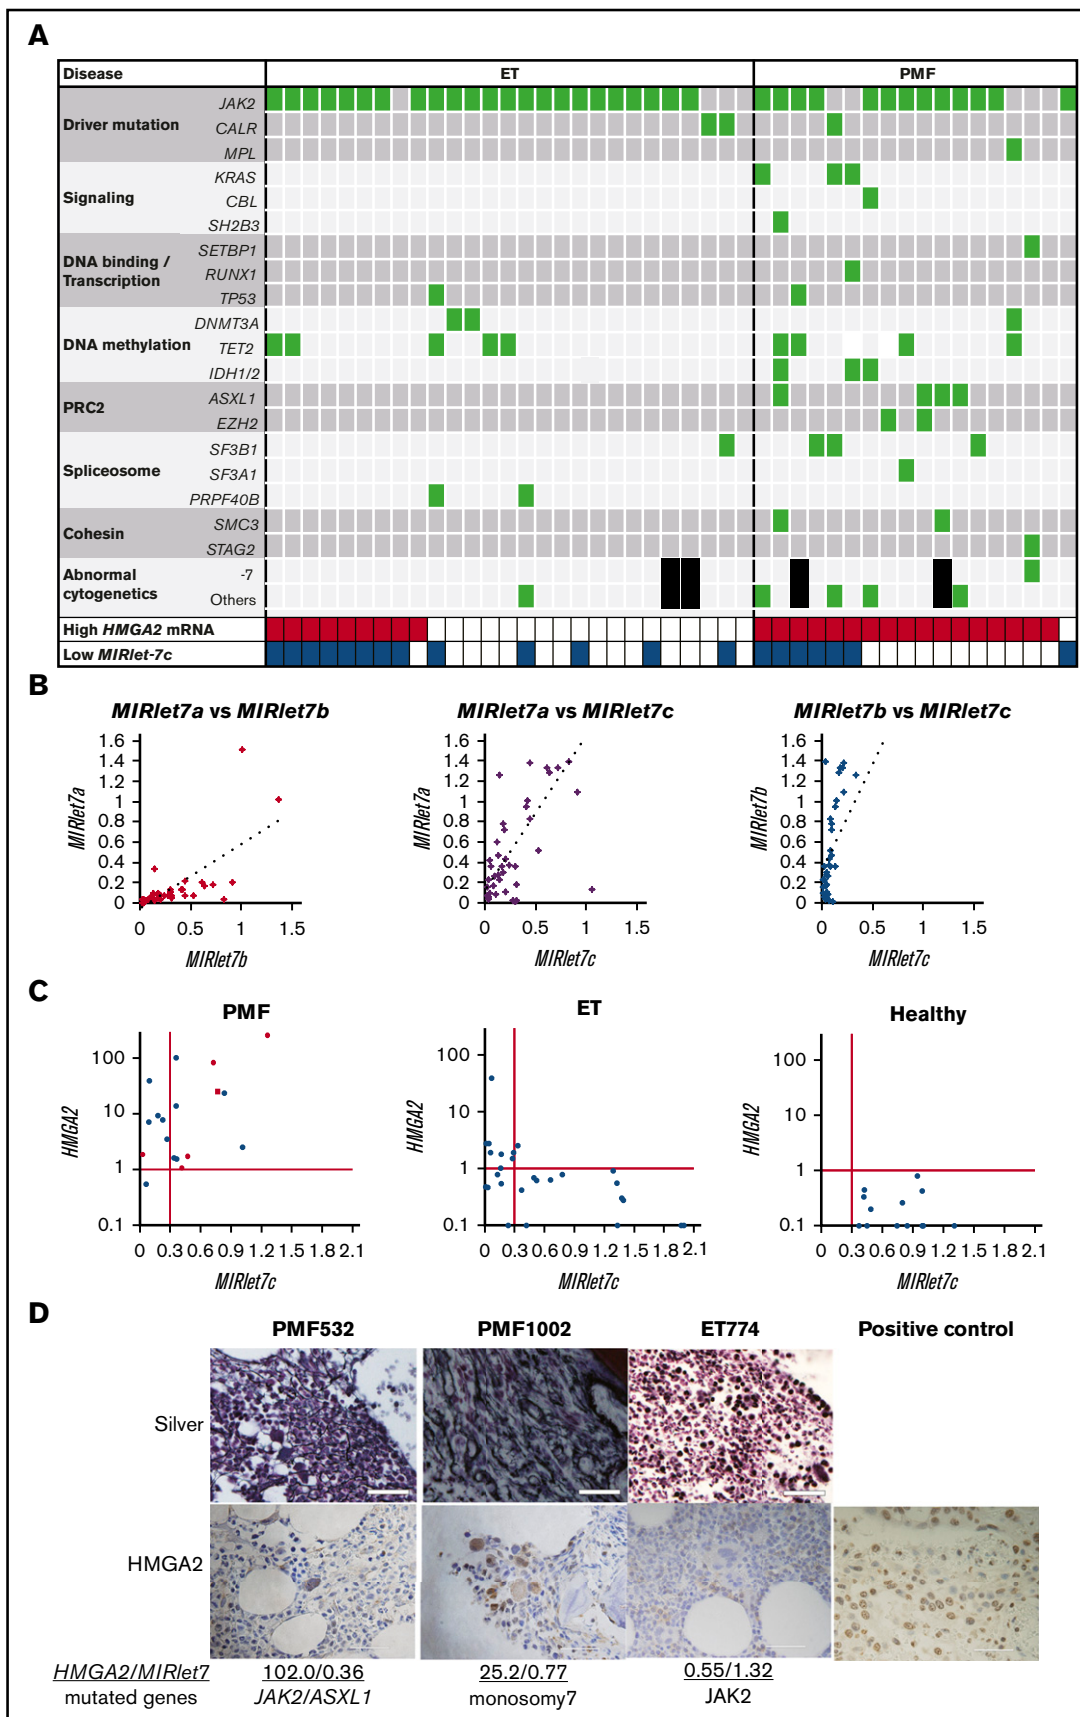 A
Disease ET PMF
Driver mutation
JAK2
CALR
MPL
Signaling
KRAS
CBL
SH2B3
DNA binding /
Transcription
SETBP1
RUNX1
TP53
DNA methylation
DNMT3A
TET2
IDH1/2
PRC2
ASXL1
EZH2
Spliceosome
SF3B1
SF3A1
PRPF40B
Cohesin
SMC3
STAG2
Abnormal
cytogenetics
-7
Others
High HMGA2 mRNA
Low MIRlet-7c
B
MIRlet7a vs MIRlet7b
MIRlet7a
1.6
1.4
1.2
1
0.8
0.6
0.4
0.2
0
0 0.5 1 1.5
MIRlet7b
MIRlet7a vs MIRlet7c
MIRlet7a
1.6
1.4
1.2
1
0.8
0.6
0.4
0.2
0
0 0.5 1 1.5
MIRlet7c
MIRlet7b vs MIRlet7c
MIRlet7b
1.6
1.4
1.2
1
0.8
0.6
0.4
0.2
0
0 0.5 1 1.5
MIRlet7c
C
PMF
HMGA2
100
10
1
0.1
0 0.3 0.6 0.9 1.2 1.5 1.8 2.1
MIRlet7c
ET
HMGA2
100
10
1
0.1
0 0.3 0.6 0.9 1.2 1.5 1.8 2.1
MIRlet7c
Healthy
HMGA2
100
10
1
0.1
0 0.3 0.6 0.9 1.2 1.5 1.8 2.1
MIRlet7c
D
PMF532 PMF1002 ET774 Positive control
Silver
HMGA2
HMGA2/MIRlet7 102.0/0.36 25.2/0.77 0.55/1.32
mutated genes JAK2/ASXL1 monosomy7 JAK2